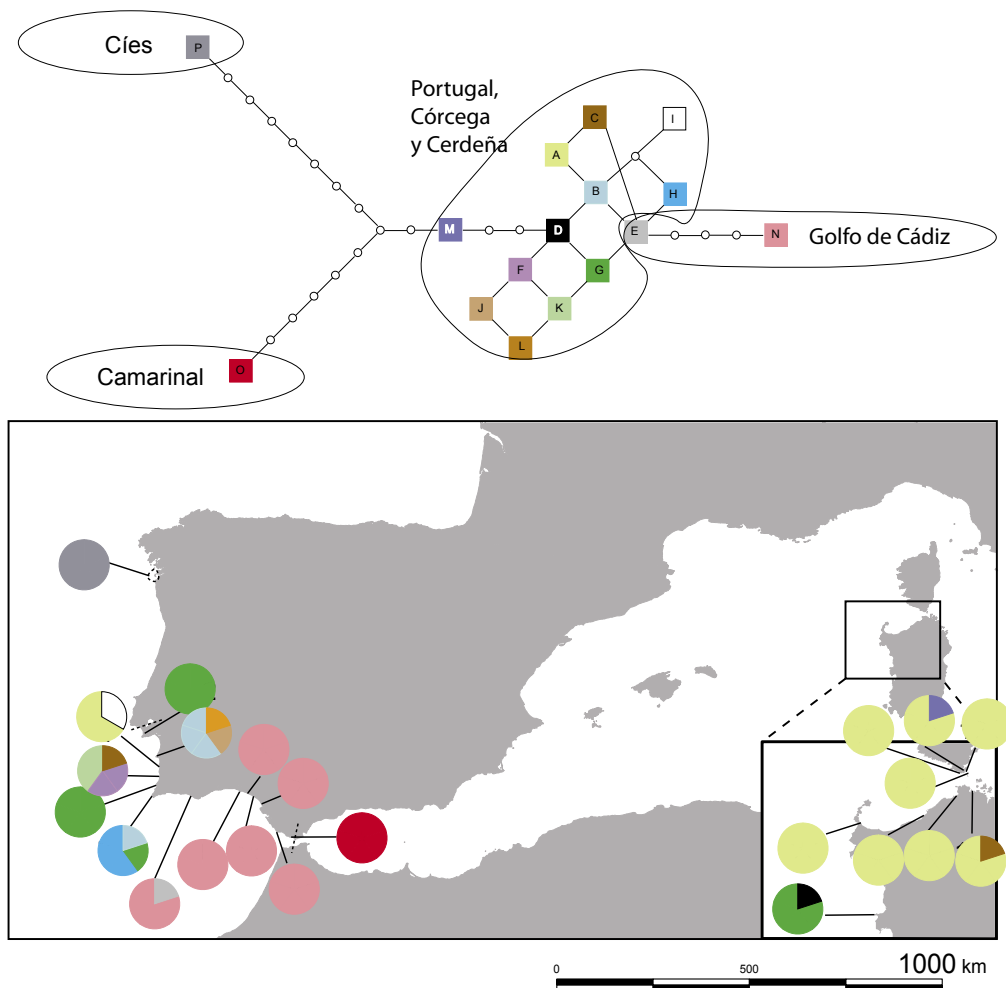 Cíes
P
Portugal,
Córcega
y Cerdeña
C
I
A
B
H
M
D
E
N
Golfo de Cádiz
F
G
J
K
L
Camarinal
O
0
500
1000 km